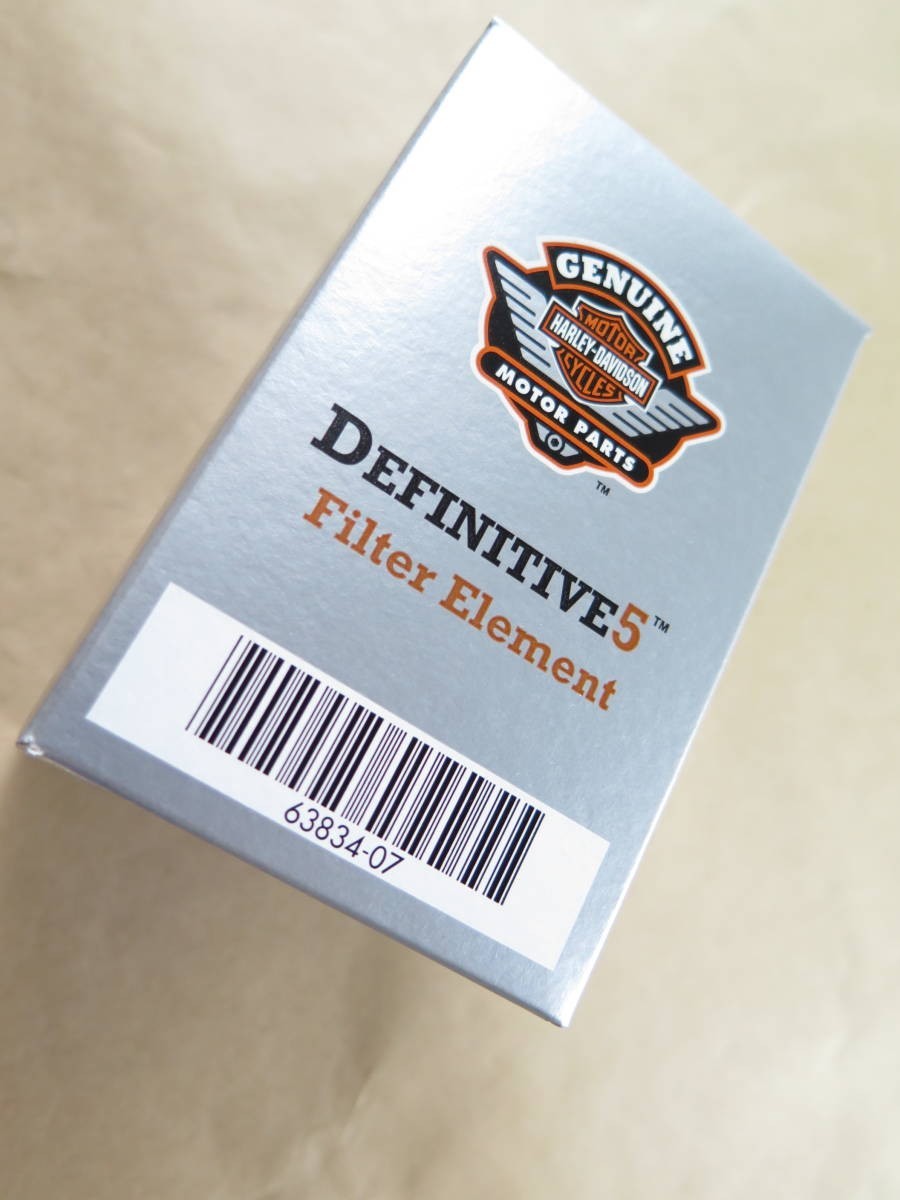 GENUINE
MOTOR
HARLEY-DAVIDSON
CYCLES
MOTOR PARTS
TM
DEFINITIVE5™
Filter Element
63834-07